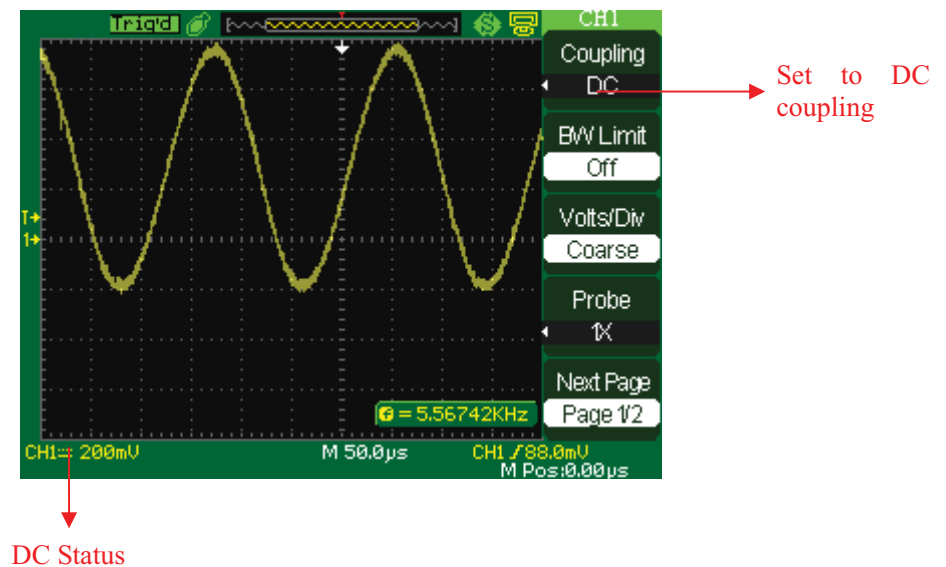 Trig'd
CH1
Coupling
DC
Set to DC
coupling
BW Limit
Off
T
1
Volts/Div
Coarse
Probe
1X
Next Page
Page 1/2
f = 5.56742KHz
CH1 200mV
M 50.0µs
CH1 88.0mV
M Pos:0.00µs
DC Status